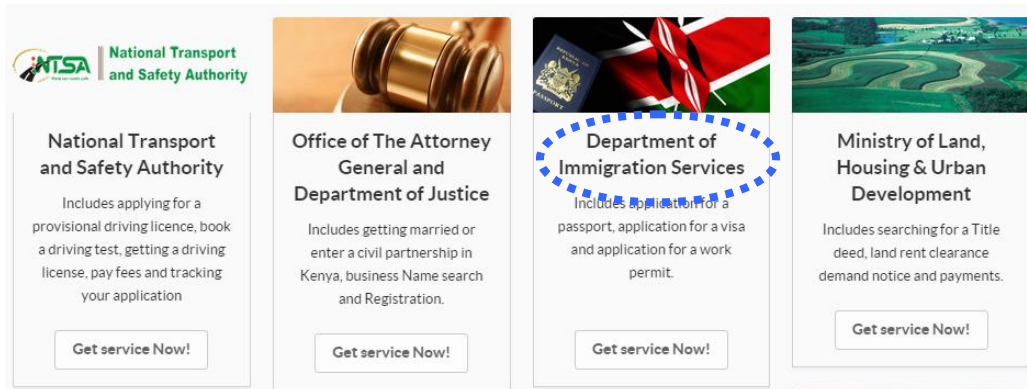 NTSA
National Transport
and Safety Authority
National Transport
and Safety Authority
Includes applying for a
provisional driving licence, book
a driving test, getting a driving
license, pay fees and tracking
your application
Get service Now!
Office of The Attorney
General and
Department of Justice
Includes getting married or
enter a civil partnership in
Kenya, business Name search
and Registration.
Get service Now!
REPUBLIC OF
KENYA
PASSPORT
Department of
Immigration Services
Includes application for a
passport, application for a visa
and application for a work
permit.
Get service Now!
Ministry of Land,
Housing & Urban
Development
Includes searching for a Title
deed, land rent clearance
demand notice and payments.
Get service Now!